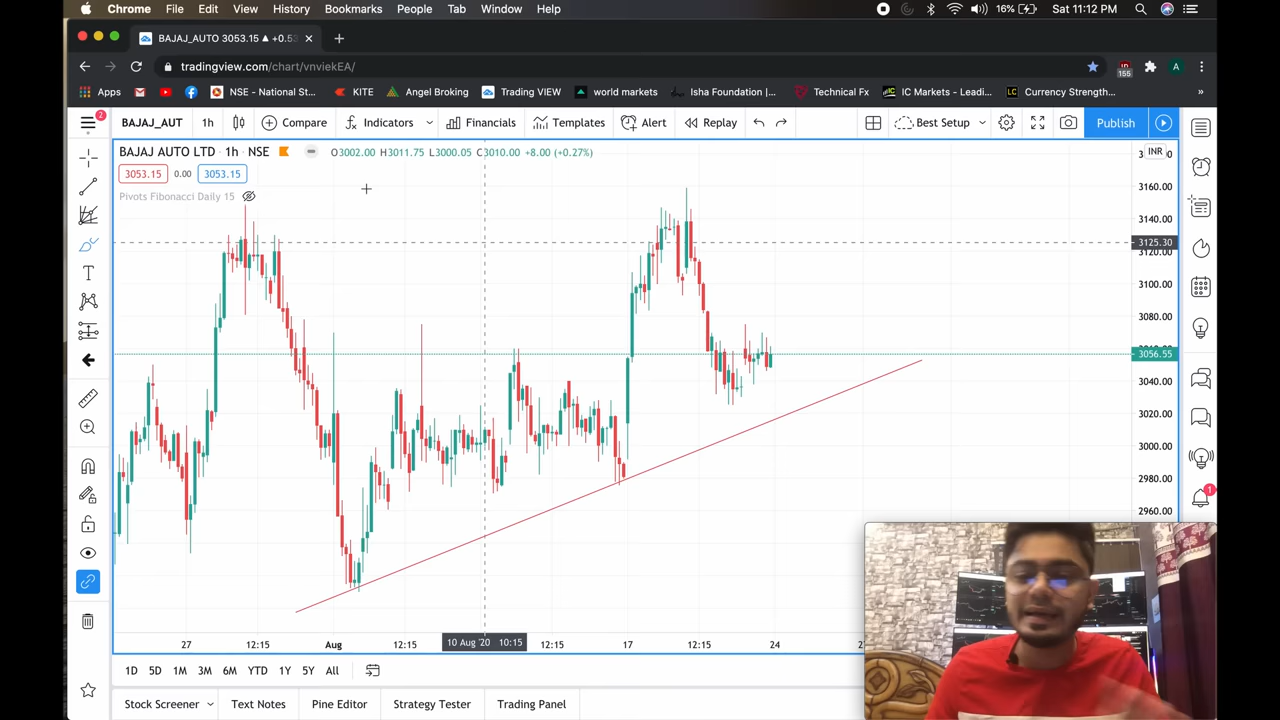 Chrome File Edit View History Bookmarks People Tab Window Help 16% Sat 11:12 PM
BAJAJ_AUTO 3053.15 ▲ +0.53
tradingview.com/chart/vnviekEA/ 155 A
Apps NSE - National St... KITE Angel Broking Trading VIEW world markets Isha Foundation |... Technical Fx IC Markets - Leadi... Currency Strength... »
2 BAJAJ_AUT 1h Compare Indicators Financials Templates Alert Replay Best Setup Publish
BAJAJ AUTO LTD · 1h · NSE O3002.00 H3011.75 L3000.05 C3010.00 +8.00 (+0.27%) INR
3053.15 0.00 3053.15
3160.00
Pivots Fibonacci Daily 15
3140.00
3125.30
3120.00
3100.00
3080.00
3056.55
3040.00
3020.00
3000.00
2980.00
1
2960.00
27 12:15 Aug 12:15 10 Aug '20 10:15 12:15 17 12:15 24
1D 5D 1M 3M 6M YTD 1Y 5Y All
Stock Screener Text Notes Pine Editor Strategy Tester Trading Panel